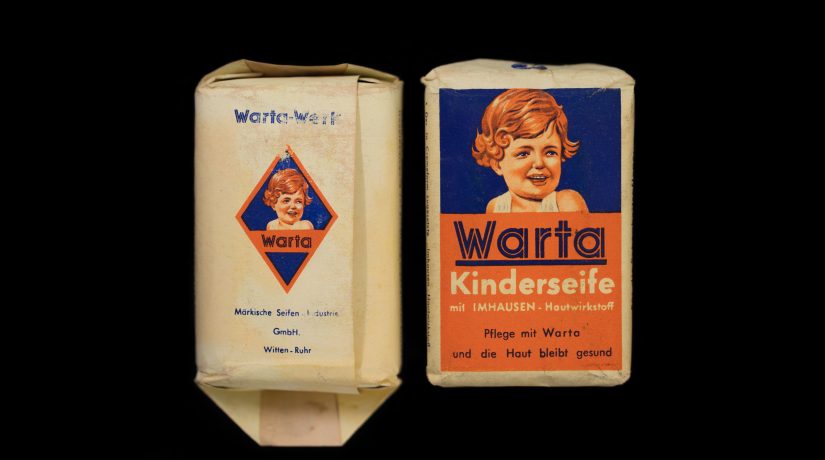 Warta-Werk
Warta
Märkische Seifen-Industrie
GmbH.
Witten-Ruhr
Warta
Kinderseife
mit IMHAUSEN-Hautwirkstoff
Pflege mit Warta
und die Haut bleibt gesund